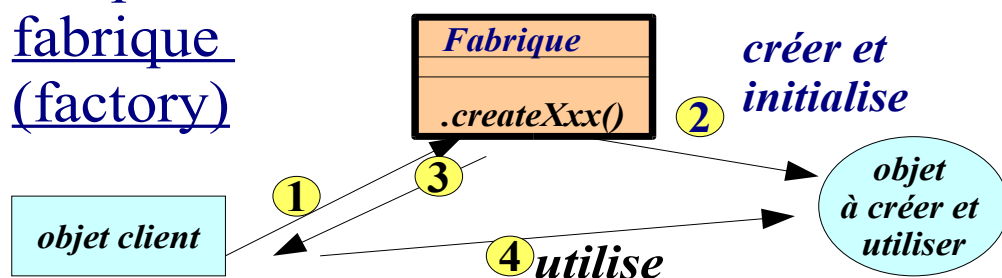 fabrique
(factory)
Fabrique
.createXxx()
créer et
initialise
2
1
3
objet client
4 utilise
objet
à créer et
utiliser